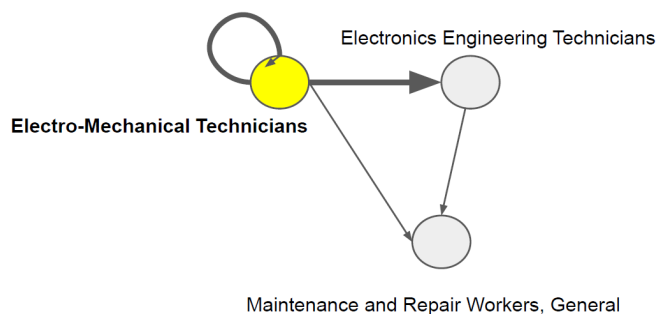 Electronics Engineering Technicians
Electro-Mechanical Technicians
Maintenance and Repair Workers, General